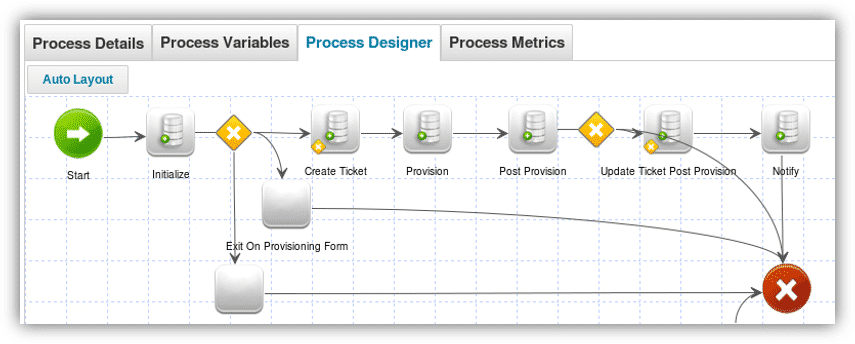 Process Details
Process Variables
Process Designer
Process Metrics
Auto Layout
Start
Initialize
Create Ticket
Provision
Post Provision
Update Ticket Post Provision
Notify
Exit On Provisioning Form